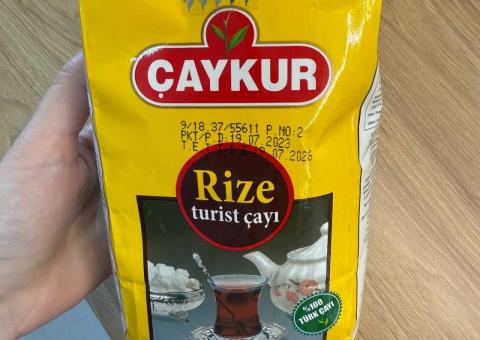 ÇAYKUR
9/18.37/55611 P.NO:2
PKT/P.D:19.07.2023
Rize
turist çayı
%100
TÜRK ÇAYI